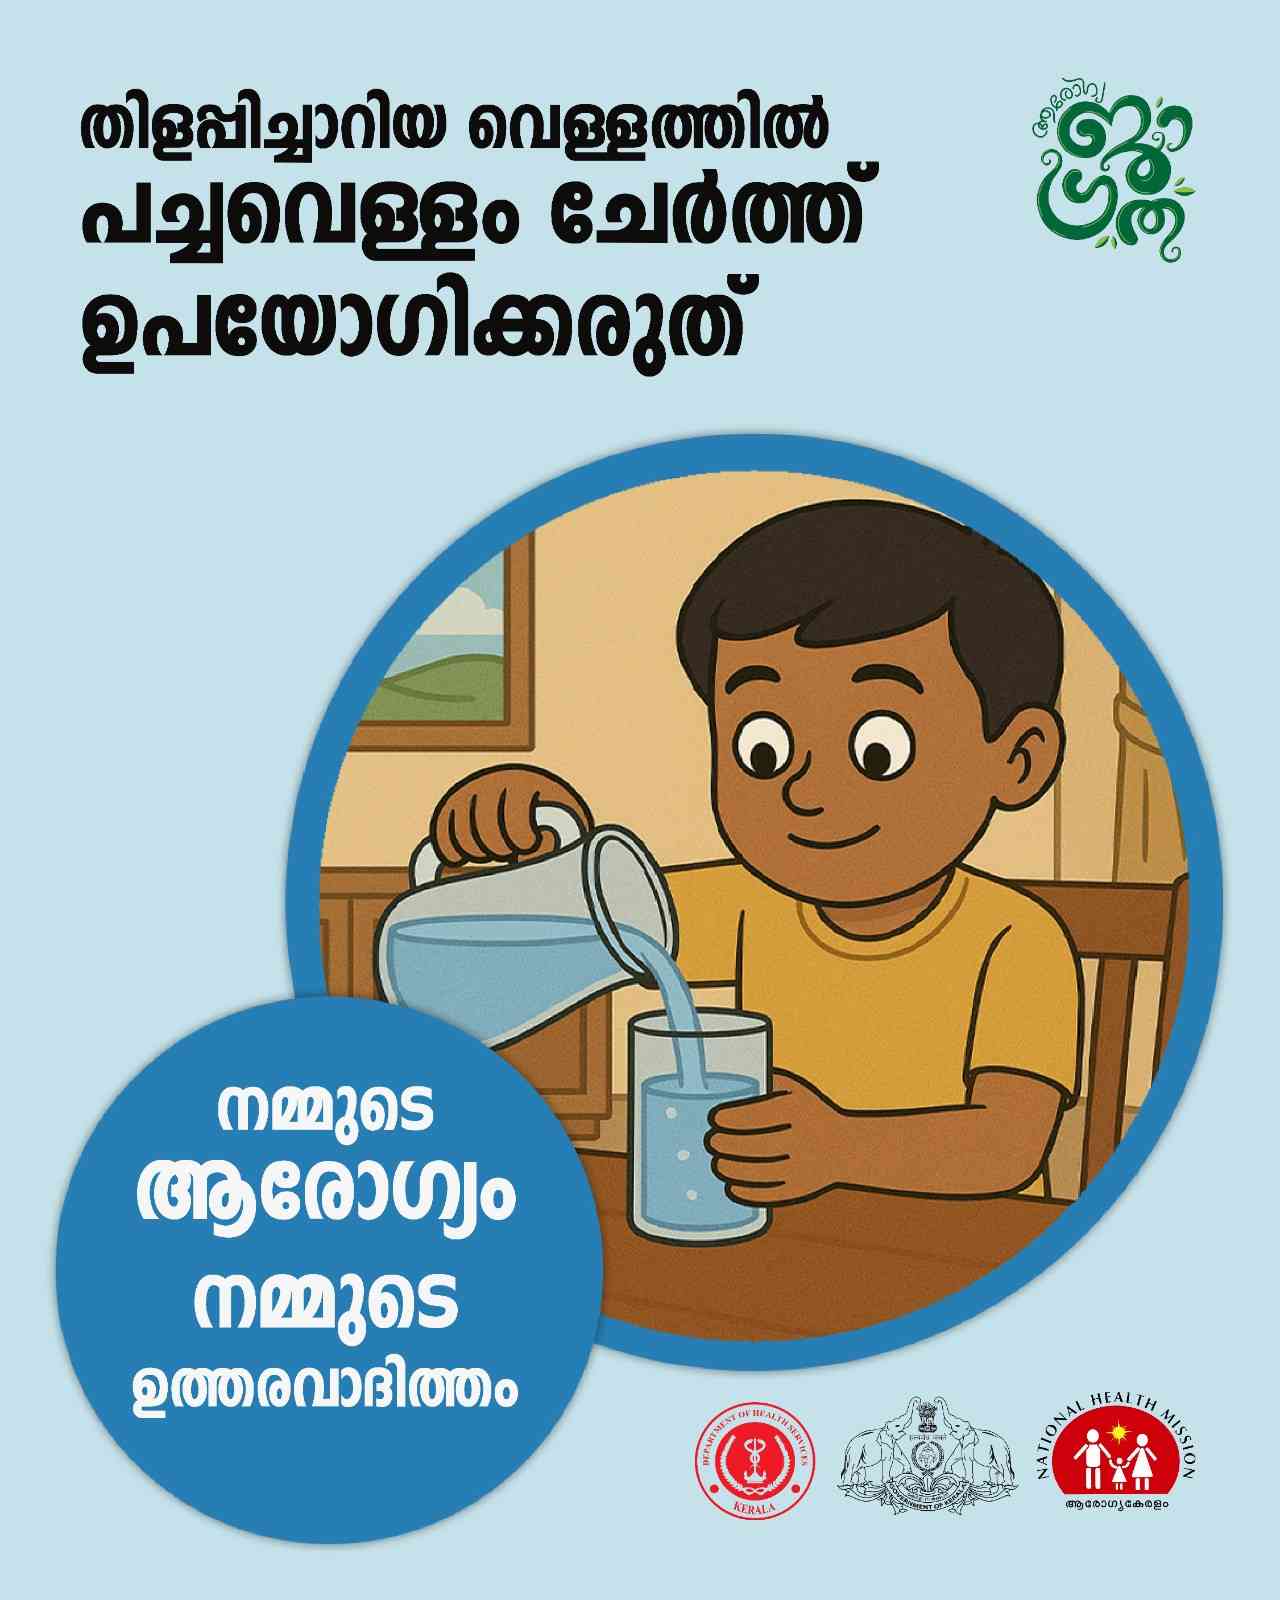 തിളപ്പിച്ചാറിയ വെള്ളത്തിൽ
പച്ചവെള്ളം ചേർത്ത്
ഉപയോഗിക്കരുത്
ആരോഗ്യ
ജാഗ്രത
നമ്മുടെ
ആരോഗ്യം
നമ്മുടെ
ഉത്തരവാദിത്തം
DEPARTMENT OF HEALTH SERVICES
KERALA
GOVERNMENT OF KERALA
NATIONAL HEALTH MISSION
ആരോഗ്യകേരളം